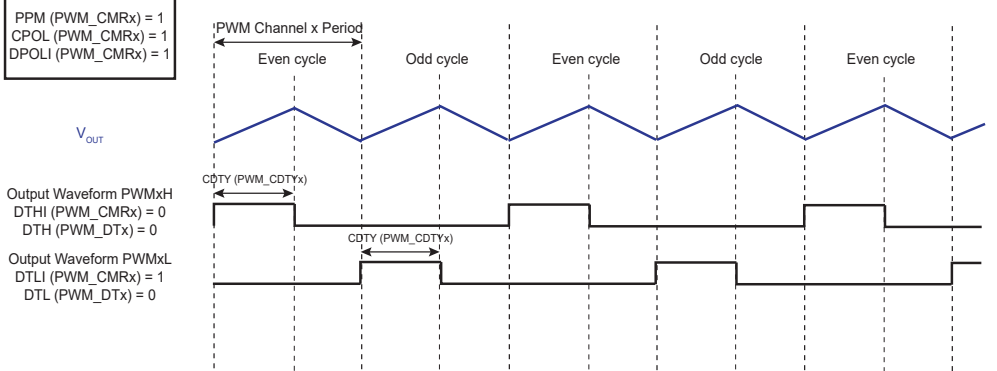 PPM (PWM_CMRx) = 1
CPOL (PWM_CMRx) = 1
DPOLI (PWM_CMRx) = 1
PWM Channel x Period
Even cycle
Odd cycle
Even cycle
Odd cycle
Even cycle
VOUT
CDTY (PWM_CDTYx)
Output Waveform PWMxH
DTHI (PWM_CMRx) = 0
DTH (PWM_DTx) = 0
CDTY (PWM_CDTYx)
Output Waveform PWMxL
DTLI (PWM_CMRx) = 1
DTL (PWM_DTx) = 0